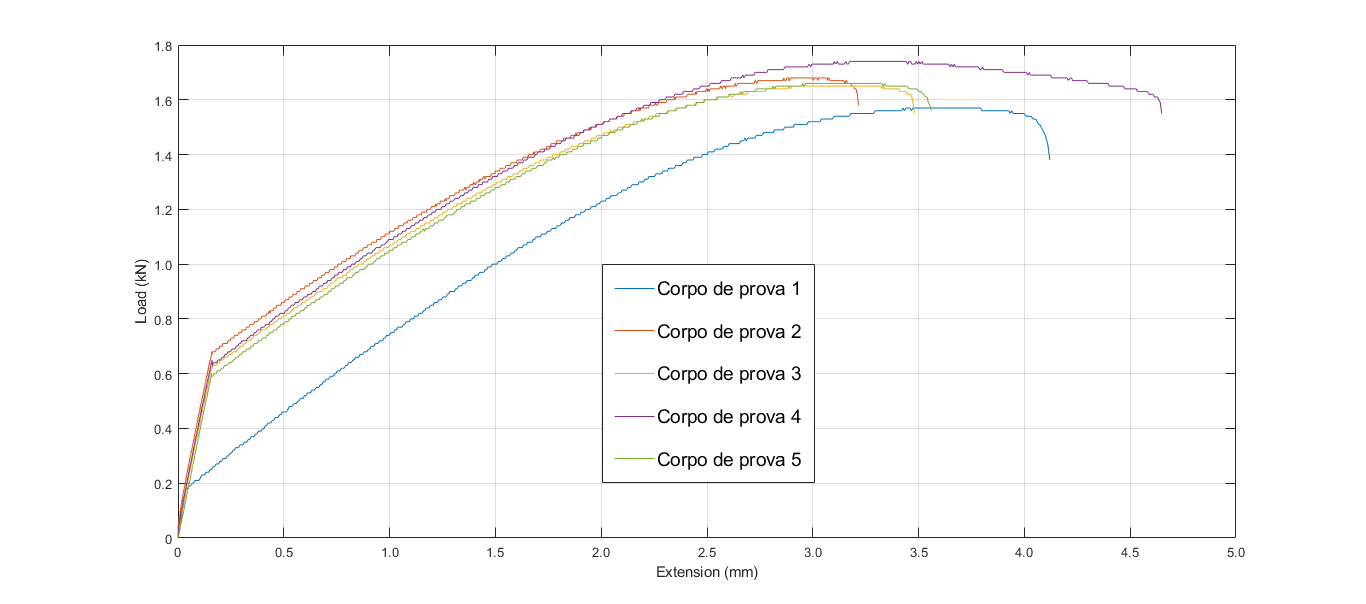 1.8
1.6
1.4
1.2
1.0
0.8
0.6
0.4
0.2
0
Load (kN)
Corpo de prova 1
Corpo de prova 2
Corpo de prova 3
Corpo de prova 4
Corpo de prova 5
0 0.5 1.0 1.5 2.0 2.5 3.0 3.5 4.0 4.5 5.0
Extension (mm)